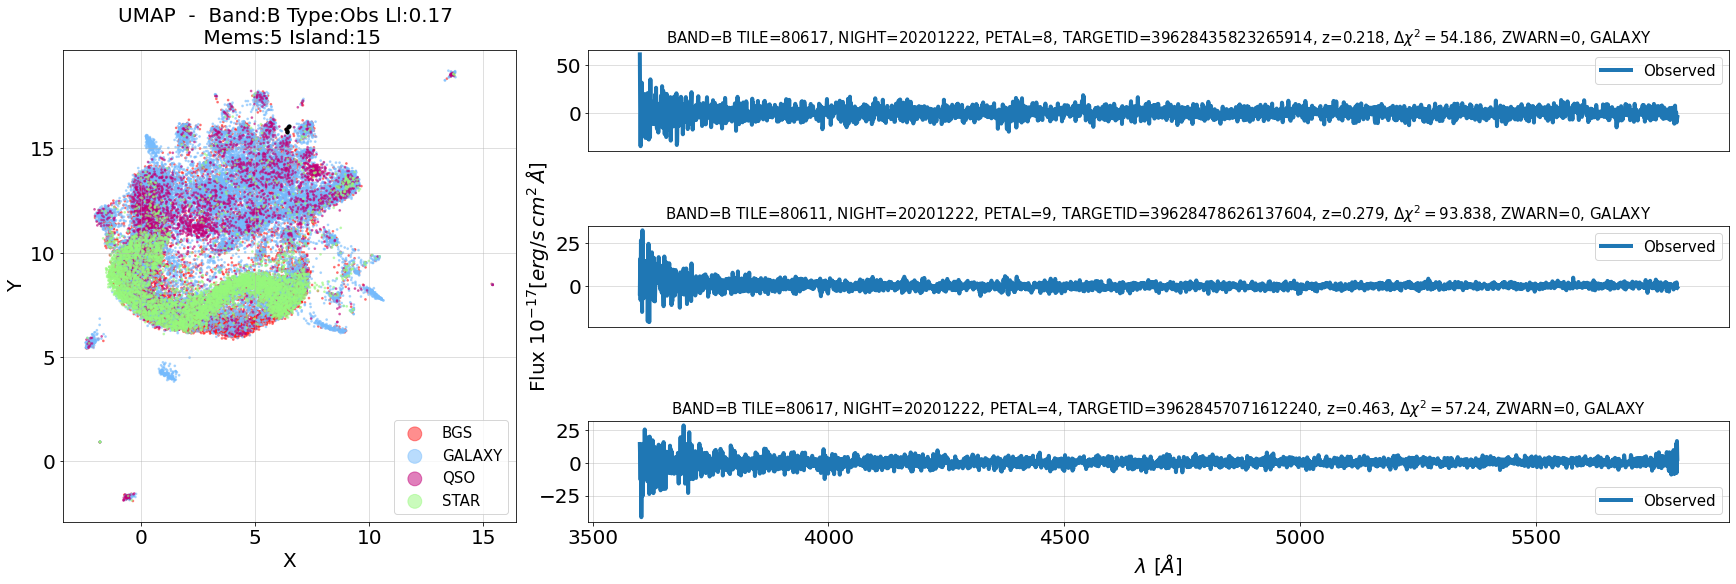 UMAP - Band:B Type:Obs Ll:0.17
Mems:5 Island:15
Y
15
10
5
0
0
5
10
15
X
BGS
GALAXY
QSO
STAR
Flux 10^{-17}[erg/s cm^2 Å]
BAND=B TILE=80617, NIGHT=20201222, PETAL=8, TARGETID=39628435823265914, z=0.218, Δχ²=54.186, ZWARN=0, GALAXY
50
0
Observed
BAND=B TILE=80611, NIGHT=20201222, PETAL=9, TARGETID=39628478626137604, z=0.279, Δχ²=93.838, ZWARN=0, GALAXY
25
0
Observed
BAND=B TILE=80617, NIGHT=20201222, PETAL=4, TARGETID=39628457071612240, z=0.463, Δχ²=57.24, ZWARN=0, GALAXY
25
0
−25
Observed
3500
4000
4500
5000
5500
λ [Å]